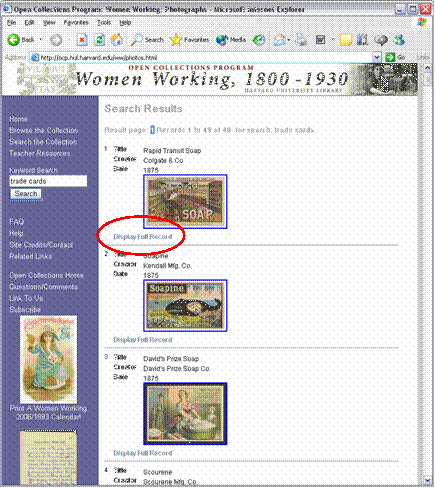 Open Collections Program: Women Working, Photographs - Microsoft Internet Explorer
File Edit View Favorites Tools Help
Back Search Favorites Media
Address http://ocp.hul.harvard.edu/ww/photos.html Go Links
OPEN COLLECTIONS PROGRAM
Women Working, 1800 - 1930
HARVARD UNIVERSITY LIBRARY
Home
Browse the Collection
Search the Collection
Teacher Resources
Keyword Search
trade cards
Search
FAQ
Help
Site Credits/Contact
Related Links
Open Collections Home
Questions/Comments
Link To Us
Subscribe
Print A Women Working
2006/1893 Calendar!
Search Results
Result page: 1 Records 1 to 49 of 49 for search: trade cards
1 Title Rapid Transit Soap
Creator Colgate & Co.
Date 1875
SOAP
Display Full Record
2 Title Soapine
Creator Kendall Mfg. Co.
Date 1875
Soapine
Display Full Record
3 Title David's Prize Soap
Creator David's Prize Soap Co.
Date 1875
Display Full Record
4 Title Scourene
Creator Scourene Mfg. Co.